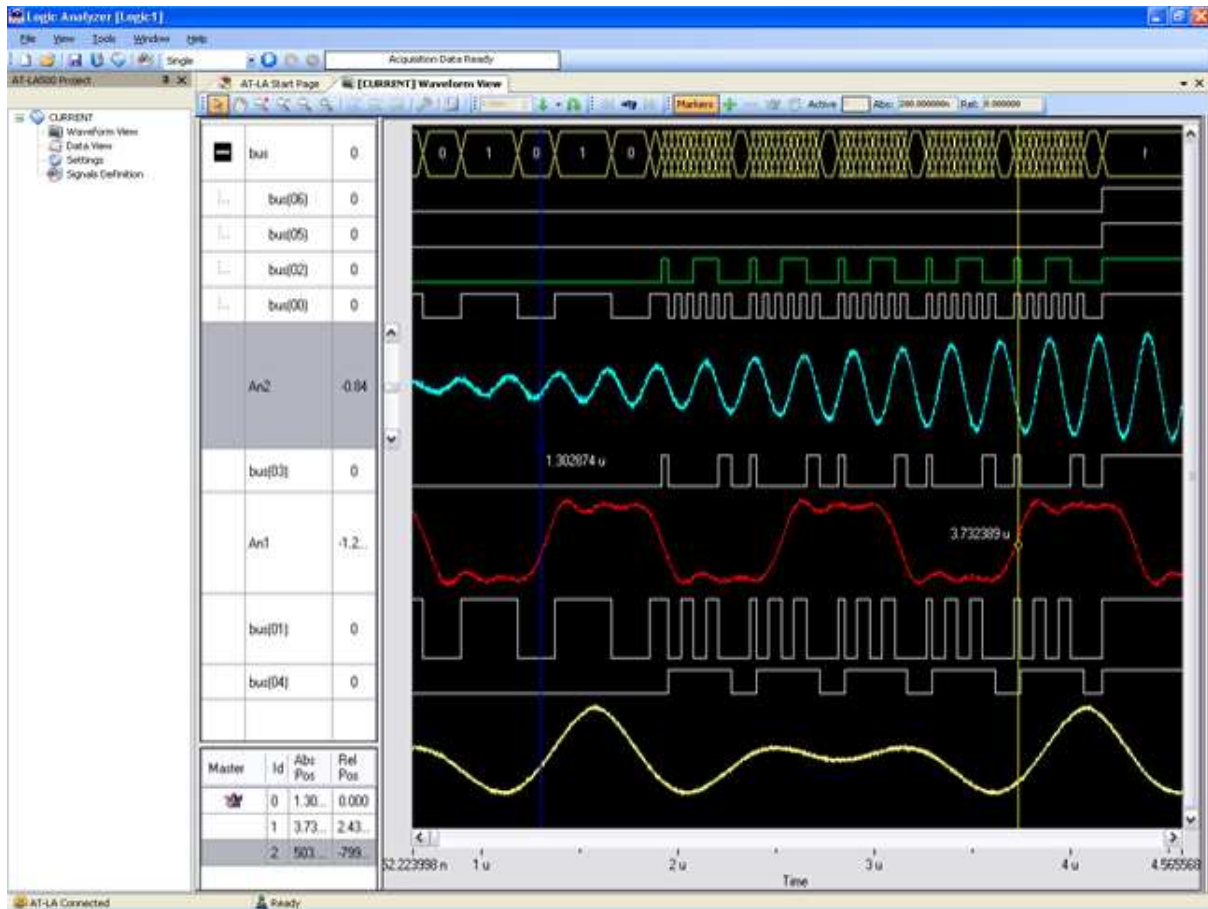 Logic Analyzer [Logic1]
File View Tools Window Help
Single Acquisition Data Ready
AT-LA500 Project
AT-LA Start Page [CURRENT] Waveform View
Markers Active Abs: 200.000000n Rel: 0.000000
CURRENT
Waveform View
Data View
Settings
Signals Definition
bus 0 0 1 0 1 0 f
bus(06) 0
bus(05) 0
bus(02) 0
bus(00) 0
An2 -0.84
1.302874 u
bus(03) 0
3.732389 u
An1 -1.2...
bus(01) 0
bus(04) 0
Master Id Abs Pos Rel Pos
0 1.30... 0.000
1 3.73... 2.43...
2 503... -799...
52.223998 n 1 u 2 u 3 u 4 u 4.565568
Time
AT-LA Connected Ready